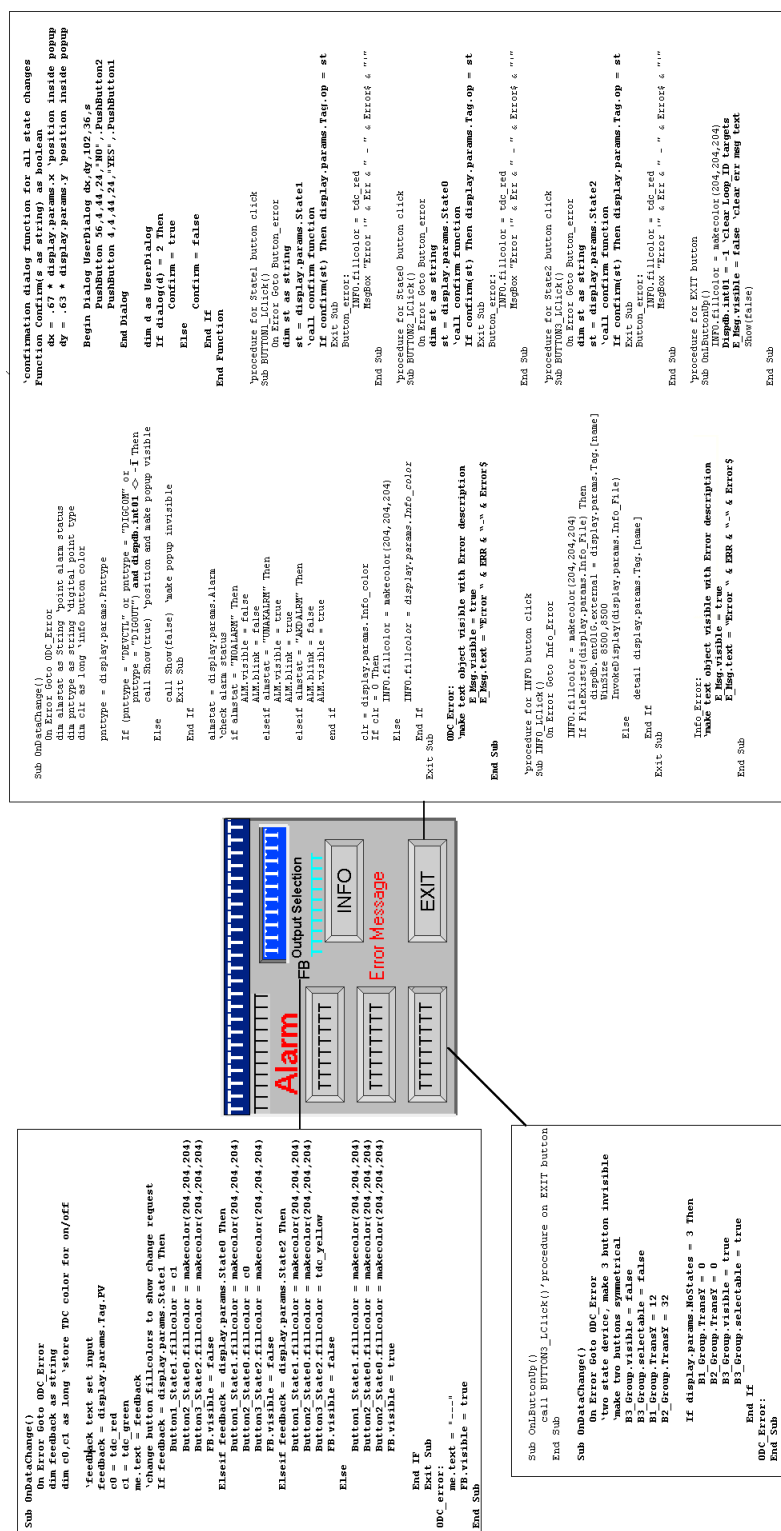 Sub OnDataChange()
On Error Goto ODC_Error
dim feedback as string
dim c0,c1 as long 'store TDC color for on/off
'feedback text set input
feedback = display.params.Tag.PV
c0 = tdc_red
c1 = tdc_green
me.text = feedback
'change button fillcolors to show change request
If feedback = display.params.State1 Then
Button1_State1.fillcolor = c1
Button2_State0.fillcolor = makecolor(204,204,204)
Button3_State2.fillcolor = makecolor(204,204,204)
FB.visible = false
Elseif feedback = display.params.State0 Then
Button1_State1.fillcolor = makecolor(204,204,204)
Button2_State0.fillcolor = c0
Button3_State2.fillcolor = makecolor(204,204,204)
FB.visible = false
Elseif feedback = display.params.State2 Then
Button1_State1.fillcolor = makecolor(204,204,204)
Button2_State0.fillcolor = makecolor(204,204,204)
Button3_State2.fillcolor = tdc_yellow
FB.visible = false
Else
Button1_State1.fillcolor = makecolor(204,204,204)
Button2_State0.fillcolor = makecolor(204,204,204)
Button2_State0.fillcolor = makecolor(204,204,204)
FB.visible = true
End IF
Exit Sub
ODC_error:
me.text = "----"
FB.visible = true
End Sub
Sub OnLButtonUp()
call BUTTON3_LClick()'procedure on EXIT button
End Sub
Sub OnDataChange()
On Error Goto ODC_Error
'two state device, make 3 button invisible
'make two buttons symmetrical
B3_Group.visible = false
B3_Group.selectable = false
B1_Group.TransY = 12
B2_Group.TransY = 32
If display.params.NoStates = 3 Then
B1_Group.TransY = 0
B2_Group.TransY = 0
B3_Group.visible = true
B3_Group.selectable = true
End If
ODC_Error:
End Sub
TTTTTTTTTTTTTTTTTTTTTTTT
TTTTTTTTTTTT
TTTTTTTTT
Alarm
FB Output Selection
TTTTTTTTT
TTTTTTTT
INFO
TTTTTTTT
Error Message
TTTTTTTT
EXIT
Sub OnDataChange()
On Error Goto ODC_Error
dim almstat as String 'point alarm status
dim pnttype as string 'digital point type
dim clr as long 'info button color
pnttype = display.params.Pnttype
If (pnttype = "DEVCTL" or pnttype = "DIGCOM" or
pnttype = "DIGOUT") and dispdb.int01 <> -1 Then
call Show(true) 'position and make popup visible
Else
call Show(false) 'make popup invisible
Exit Sub
End If
almstat = display.params.Alarm
'check alarm status
if almstat = "NOALARM" Then
ALM.visible = false
ALM.blink = false
elseif almstat = "UNAKALRM" Then
ALM.visible = true
ALM.blink = true
elseif almstat = "AKDALRM" Then
ALM.blink = false
ALM.visible = true
end if
clr = display.params.Info_color
If clr= 0 Then
INFO.fillcolor = makecolor(204,204,204)
Else
INFO.fillcolor = display.params.Info_color
End If
Exit Sub
ODC_Error:
'make text object visible with Error description
E_Msg.visible = true
E_Msg.text = "Error " & ERR & "-" & Error$
End Sub
'procedure for INFO button click
Sub INFO_LClick()
On Error Goto Info_Error
INFO.fillcolor = makecolor(204,204,204)
If FileExists(display.params.Info_File) Then
dispdb.ent01G.external = display.params.Tag.[name]
WinSize 8500,8500
InvokeDisplay(display.params.Info_File)
Else
detail display.params.Tag.[name]
End If
Exit Sub
Info_Error:
'make text object visible with Error description
E_Msg.visible = true
E_Msg.text = "Error " & ERR & "-" & Error$
End Sub
'confirmation dialog function for all state changes
Function Confirm(s as string) as boolean
dx = .67 * display.params.x 'position inside popup
dy = .63 * display.params.y 'position inside popup
Begin Dialog UserDialog dx,dy,102,36,s
PushButton 56,4,44,24,"NO",.PushButton2
PushButton 4,4,44,24,"YES",.PushButton1
End Dialog
dim d as UserDialog
If dialog(d) = 2 Then
Confirm = true
Else
Confirm = false
End If
End Function
'procedure for State1 button click
Sub BUTTON1_LClick()
On Error Goto Button_error
dim st as string
st = display.params.State1
'call confirm function
If confirm(st) Then display.params.Tag.op = st
Exit Sub
Button_error:
INFO.fillcolor = tdc_red
MsgBox "Error '" & Err & " - " & Error$ & "'"
End Sub
'procedure for State0 button click
Sub BUTTON2_LClick()
On Error Goto Button_error
dim st as string
st = display.params.State0
'call confirm function
If confirm(st) Then display.params.Tag.op = st
Exit Sub
Button_error:
INFO.fillcolor = tdc_red
MsgBox "Error '" & Err & " - " & Error$ & "'"
End Sub
'procedure for State2 button click
Sub BUTTON3_LClick()
On Error Goto Button_error
dim st as string
st = display.params.State2
'call confirm function
If confirm(st) Then display.params.Tag.op = st
Exit Sub
Button_error:
INFO.fillcolor = tdc_red
MsgBox "Error '" & Err & " - " & Error$ & "'"
End Sub
'procedure for EXIT button
Sub OnLButtonUp()
INFO.fillcolor = makecolor(204,204,204)
Dispdb.int01 = -1 'clear Loop_ID targets
E_Msg.visible = false 'clear err msg text
Show(false)
End Sub